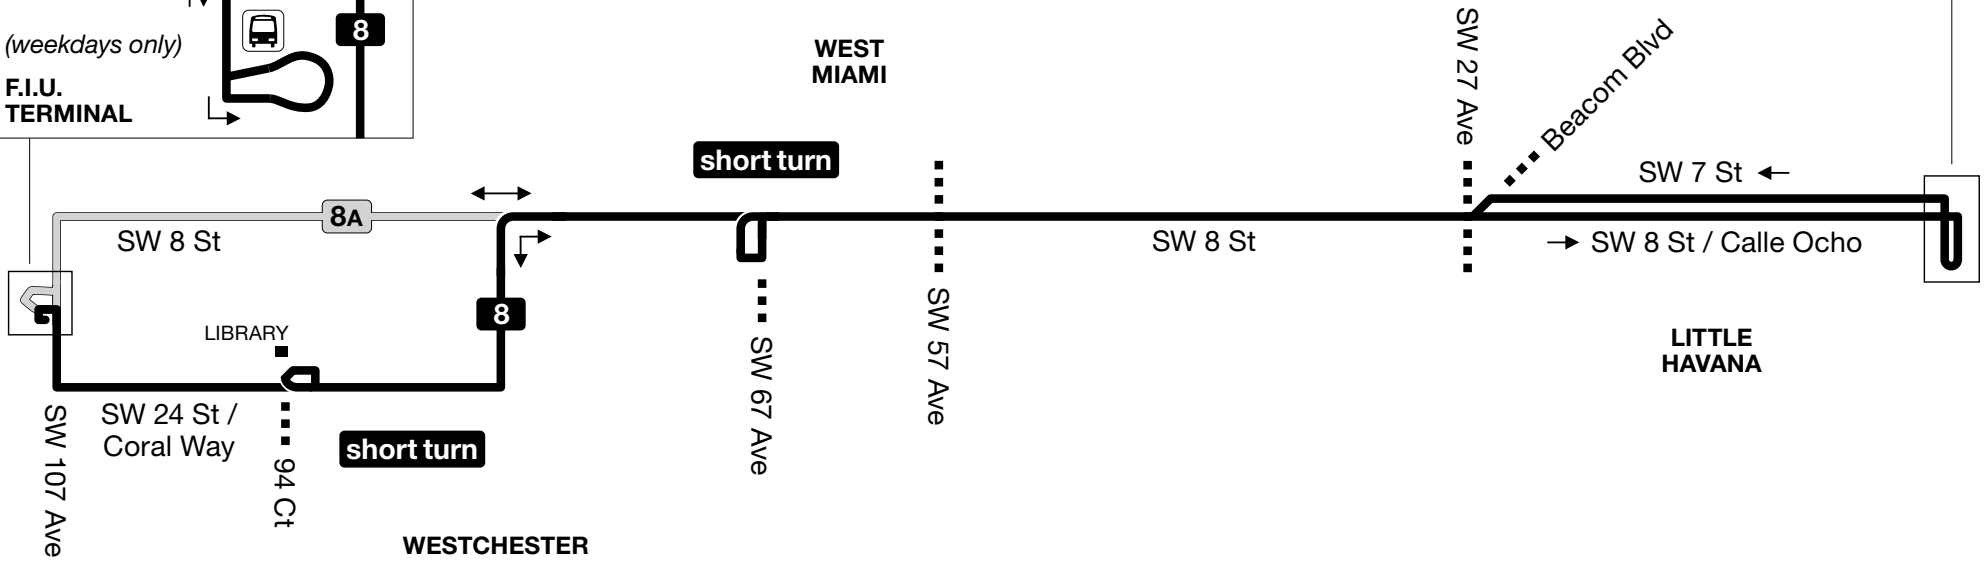 (weekdays only)
F.I.U.
TERMINAL
8
WEST
MIAMI
SW 27 Ave
Beacom Blvd
short turn
SW 7 St
8A
SW 8 St
SW 8 St
SW 8 St / Calle Ocho
8
LIBRARY
SW 57 Ave
SW 67 Ave
LITTLE
HAVANA
SW 107 Ave
SW 24 St /
Coral Way
94 Ct
short turn
WESTCHESTER